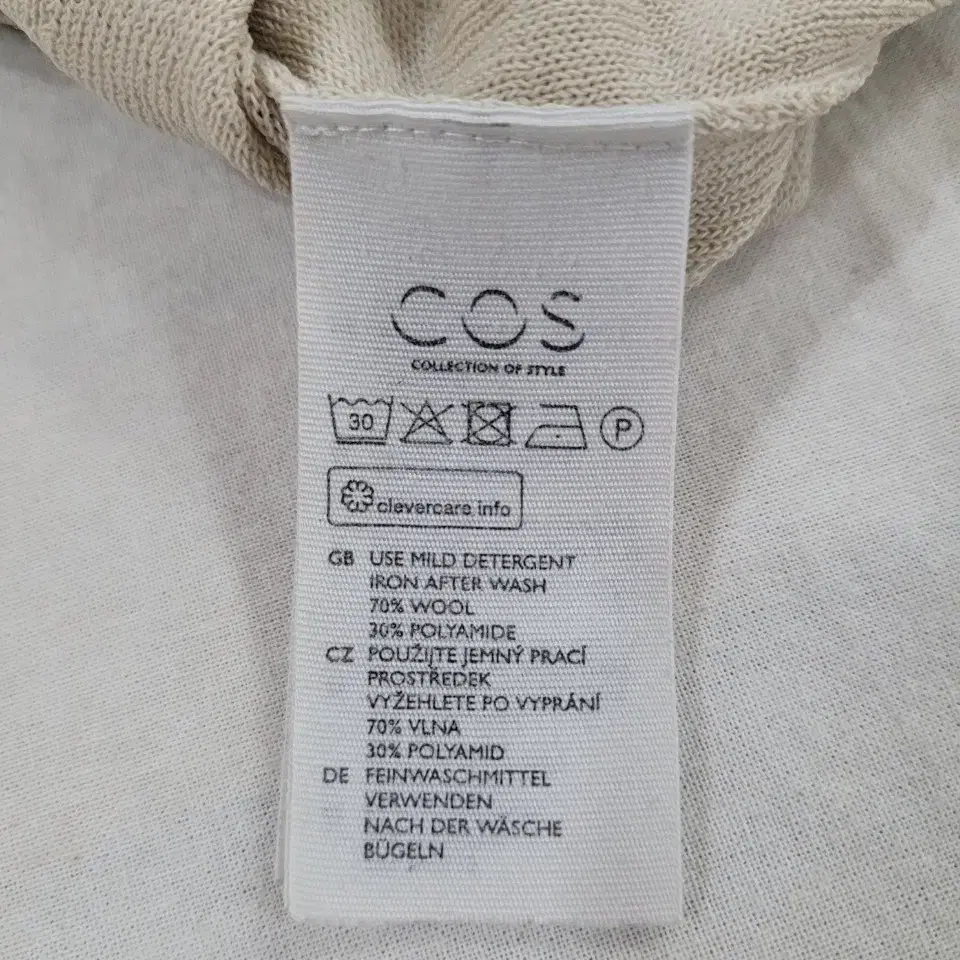 COS
COLLECTION OF STYLE
30 P
clevercare info
GB USE MILD DETERGENT
IRON AFTER WASH
70% WOOL
30% POLYAMIDE
CZ POUŽIJTE JEMNÝ PRACÍ
PROSTŘEDEK
VYŽEHLETE PO VYPRÁNÍ
70% VLNA
30% POLYAMID
DE FEINWASCHMITTEL
VERWENDEN
NACH DER WÄSCHE
BÜGELN